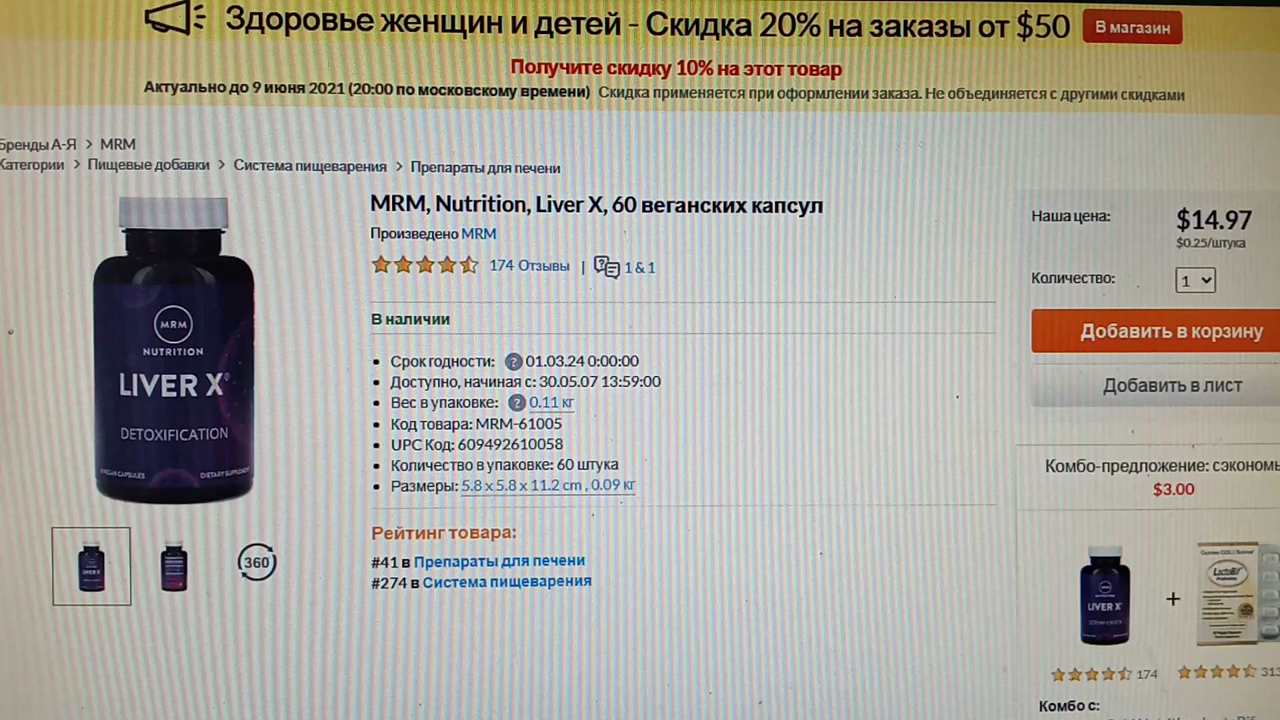 Здоровье женщин и детей - Скидка 20% на заказы от $50
В магазин
Получите скидку 10% на этот товар
Актуально до 9 июня 2021 (20:00 по московскому времени) Скидка применяется при оформлении заказа. Не объединяется с другими скидками
Бренды А-Я > MRM
Категории > Пищевые добавки > Система пищеварения > Препараты для печени
MRM, Nutrition, Liver X, 60 веганских капсул
Произведено MRM
174 Отзывы | 1 & 1
В наличии
Срок годности: ? 01.03.24 0:00:00
Доступно, начиная с: 30.05.07 13:59:00
Вес в упаковке: ? 0.11 кг
Код товара: MRM-61005
UPC Код: 609492610058
Количество в упаковке: 60 штука
Размеры: 5.8 x 5.8 x 11.2 cm , 0.09 кг
Рейтинг товара:
#41 в Препараты для печени
#274 в Система пищеварения
MRM
NUTRITION
LIVER X®
DETOXIFICATION
VEGAN CAPSULES
DIETARY SUPPLEMENT
360
Наша цена:
$14.97
$0.25/штука
Количество:
1
Добавить в корзину
Добавить в лист
Комбо-предложение: сэкономь
$3.00
LIVER X
+
LactoBif
174
313
Комбо с: